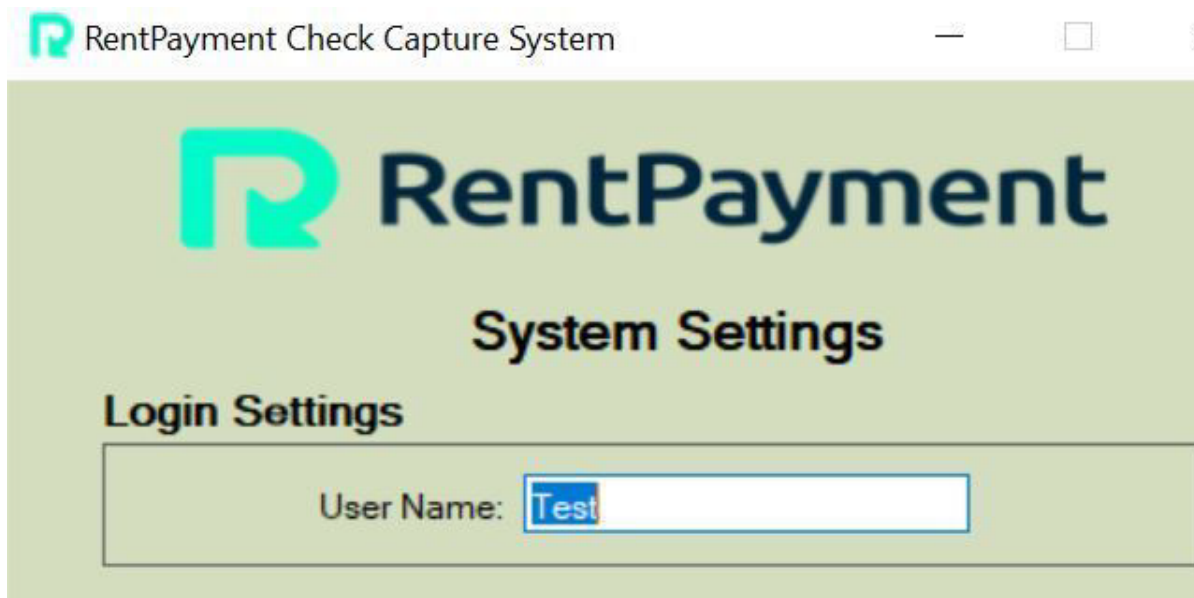 RentPayment Check Capture System
RentPayment
System Settings
Login Settings
User Name: Test